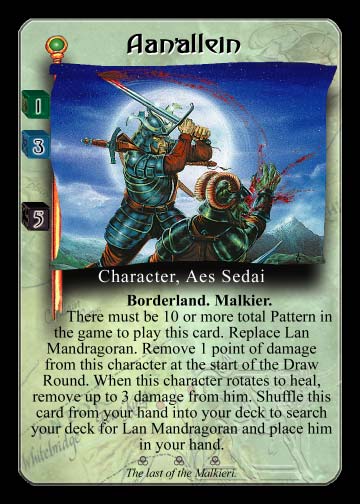 Aan'allein
1
3
5
Character, Aes Sedai
Borderland. Malkier.
There must be 10 or more total Pattern in
the game to play this card. Replace Lan
Mandragoran. Remove 1 point of damage
from this character at the start of the Draw
Round. When this character rotates to heal,
remove up to 3 damage from him. Shuffle this
card from your hand into your deck to search
your deck for Lan Mandragoran and place him
in your hand.
Whitebridge
The last of the Malkieri.